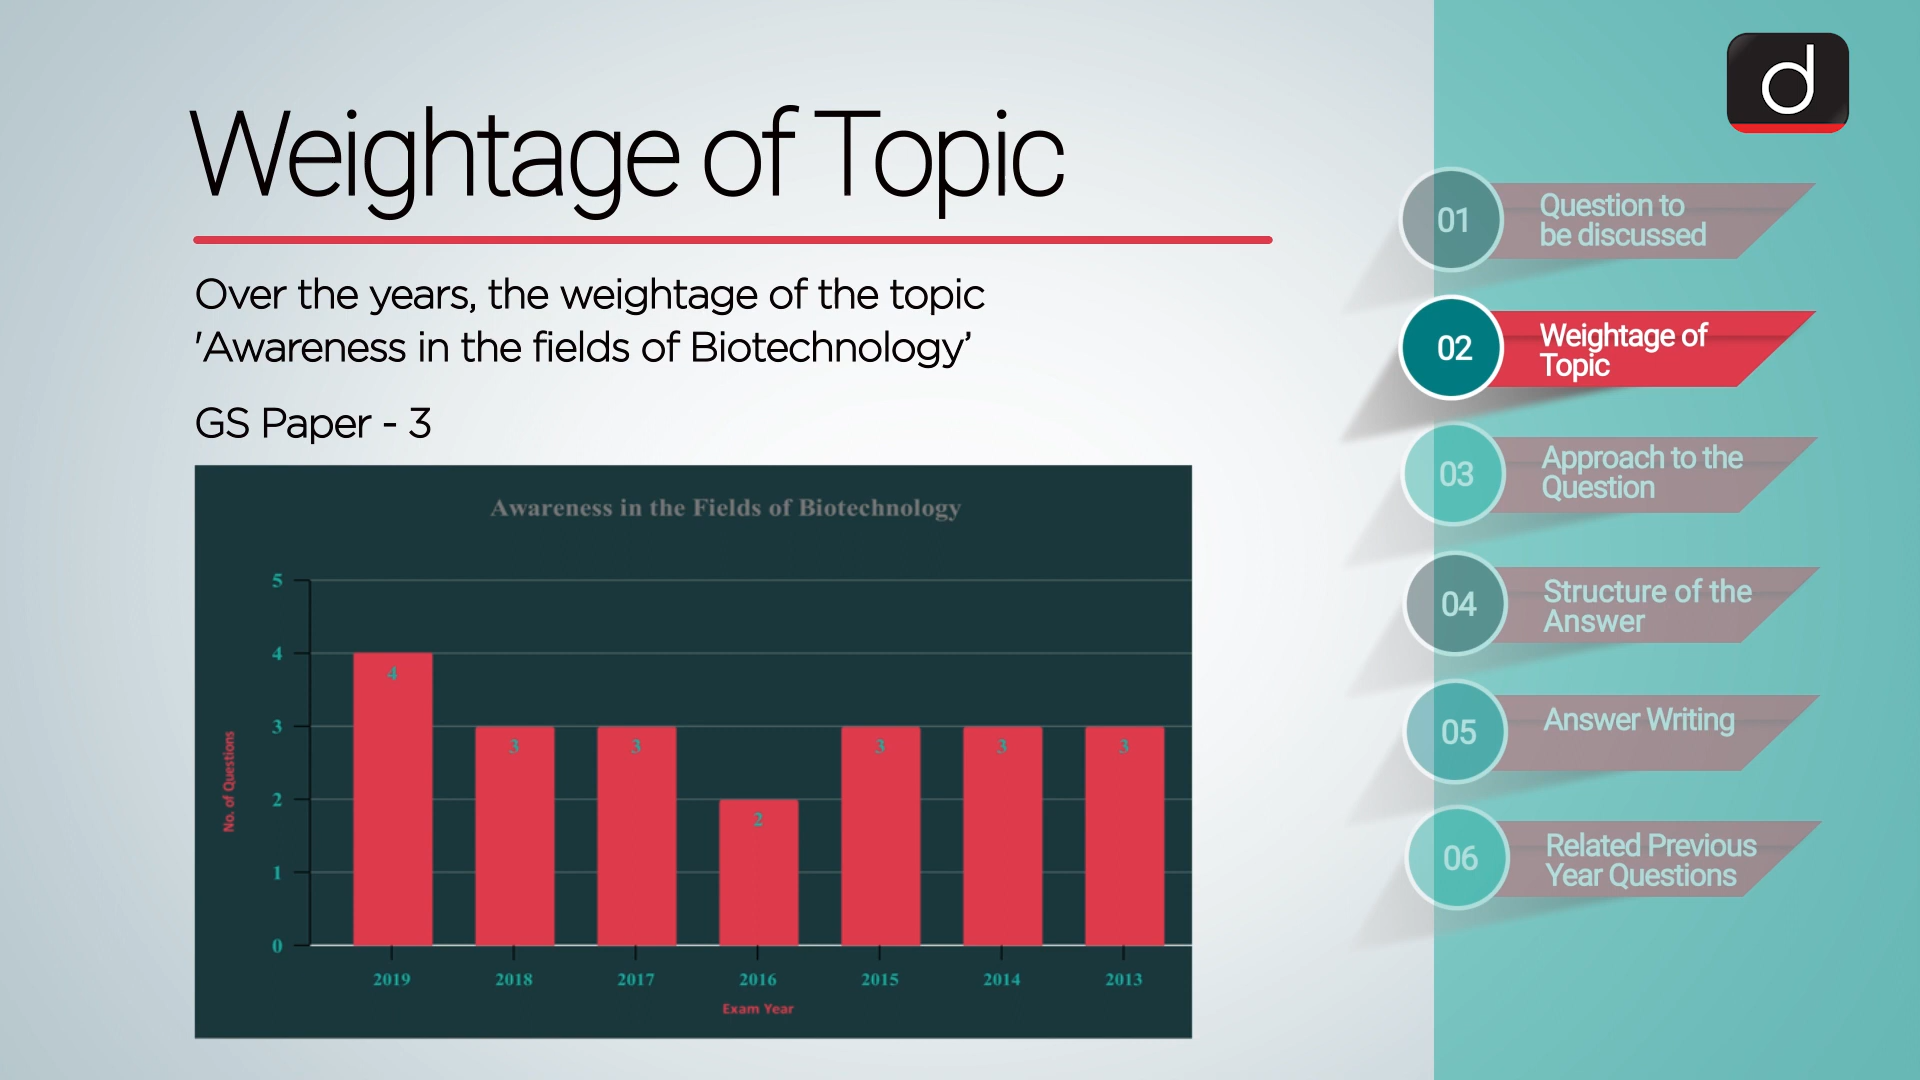 Weightage of Topic
Over the years, the weightage of the topic
'Awareness in the fields of Biotechnology’
GS Paper - 3
Awareness in the Fields of Biotechnology
5
4
3
2
1
0
No. of Questions
4
3
3
2
3
3
3
2019 2018 2017 2016 2015 2014 2013
Exam Year
d
01
Question to
be discussed
02
Weightage of
Topic
03
Approach to the
Question
04
Structure of the
Answer
05
Answer Writing
06
Related Previous
Year Questions